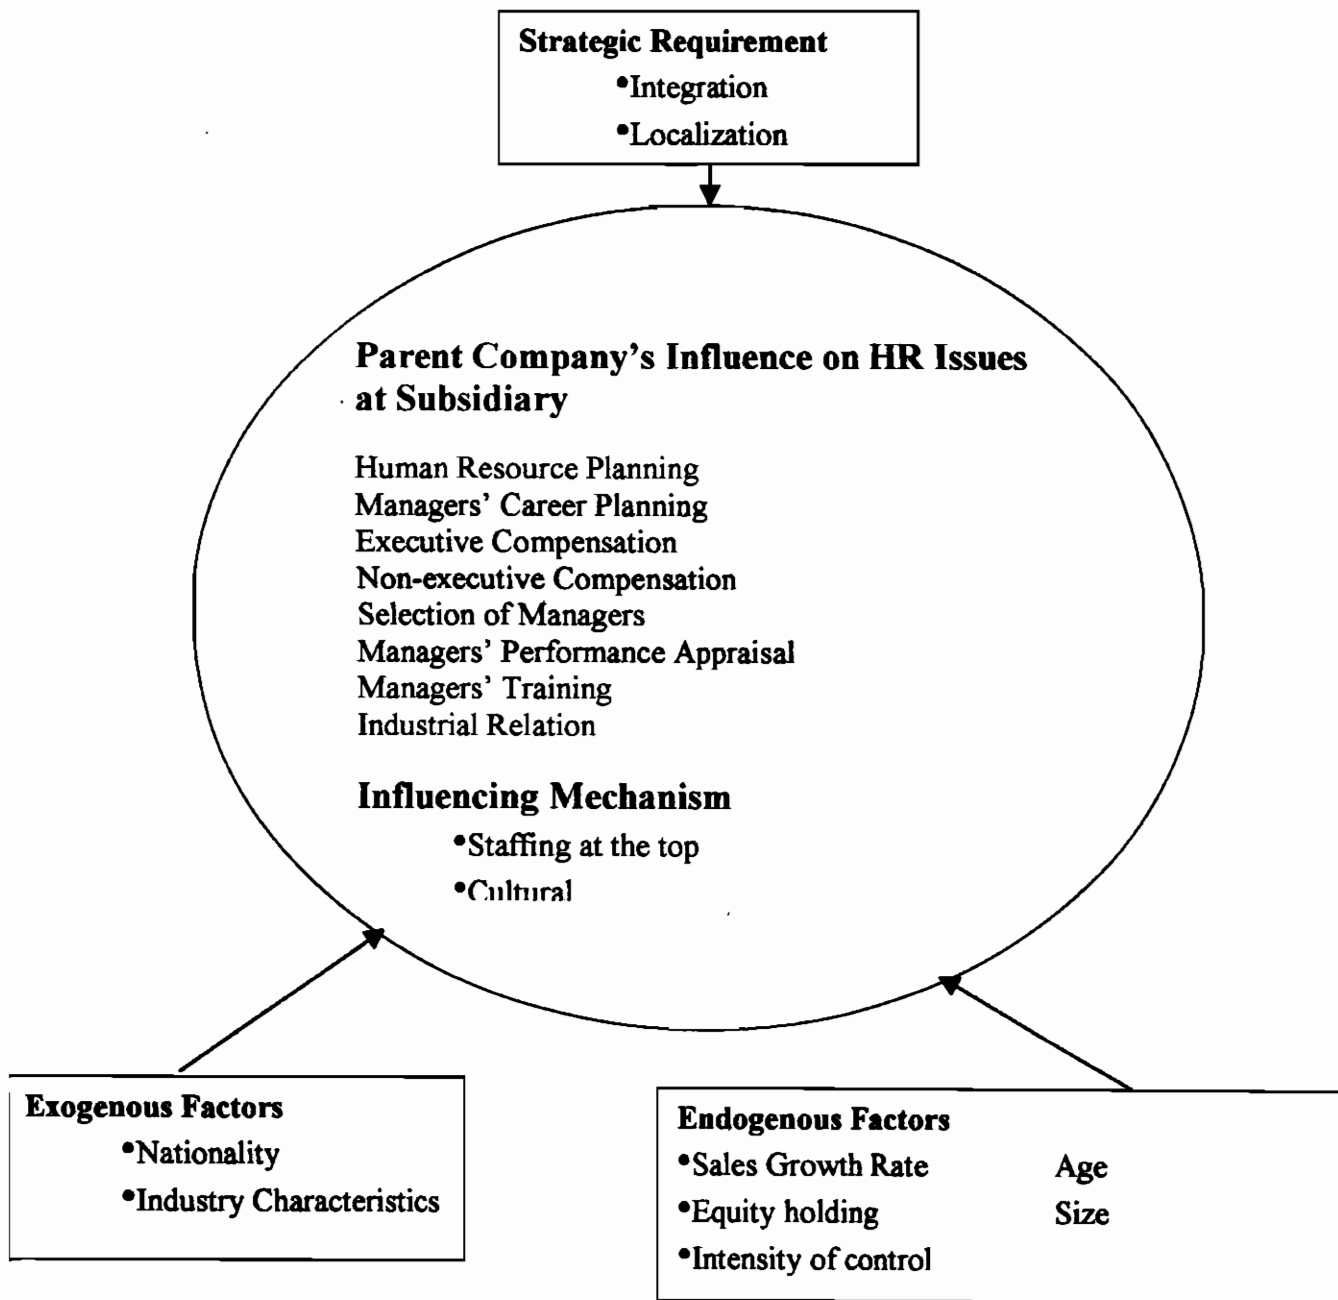 Strategic Requirement
•Integration
•Localization
Parent Company's Influence on HR Issues
at Subsidiary
Human Resource Planning
Managers' Career Planning
Executive Compensation
Non-executive Compensation
Selection of Managers
Managers' Performance Appraisal
Managers' Training
Industrial Relation
Influencing Mechanism
•Staffing at the top
•Cultural
Exogenous Factors
•Nationality
•Industry Characteristics
Endogenous Factors
•Sales Growth Rate Age
•Equity holding Size
•Intensity of control